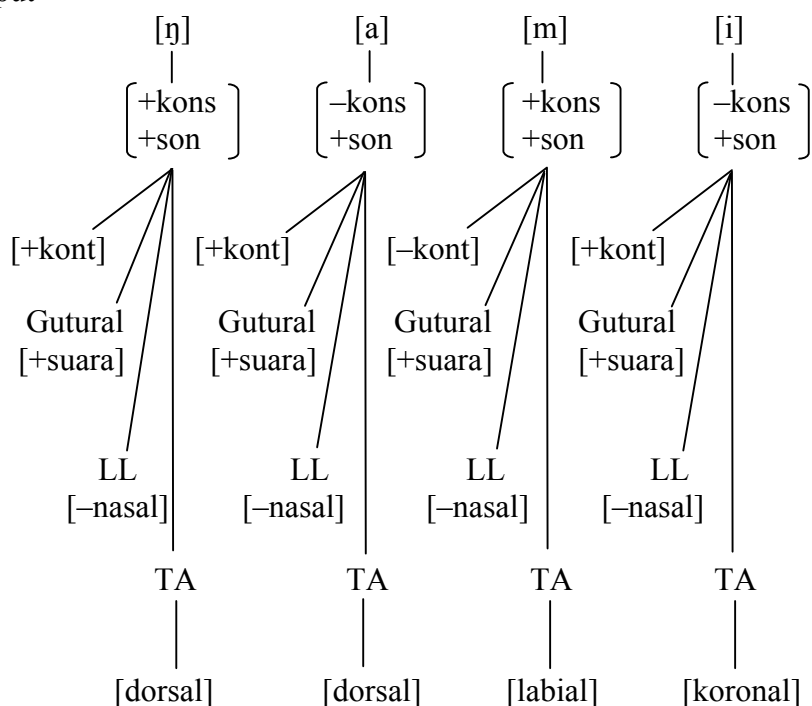 [ŋ] [a] [m] [i]
+kons –kons +kons –kons
+son +son +son +son
[+kont] [+kont] [–kont] [+kont]
Gutural Gutural Gutural Gutural
[+suara] [+suara] [+suara] [+suara]
LL LL LL LL
[–nasal] [–nasal] [–nasal] [–nasal]
TA TA TA TA
[dorsal] [dorsal] [labial] [koronal]